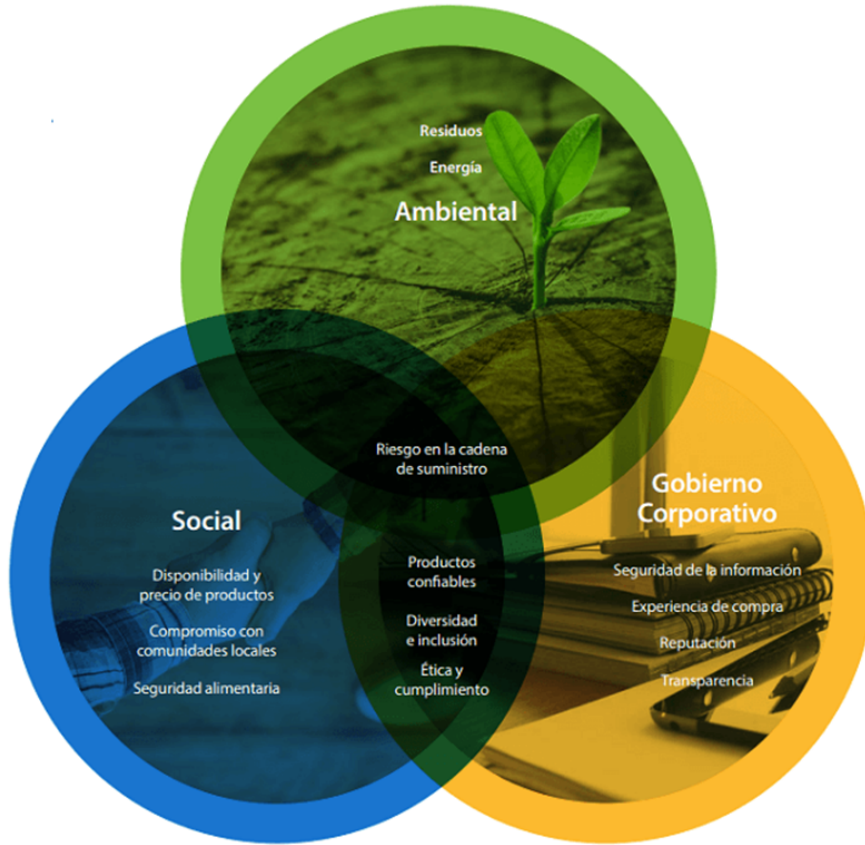 Residuos
Energía
Ambiental
Riesgo en la cadena
de suministro
Social
Disponibilidad y
precio de productos
Compromiso con
comunidades locales
Seguridad alimentaria
Productos
confiables
Diversidad
e inclusión
Ética y
cumplimiento
Gobierno
Corporativo
Seguridad de la información
Experiencia de compra
Reputación
Transparencia